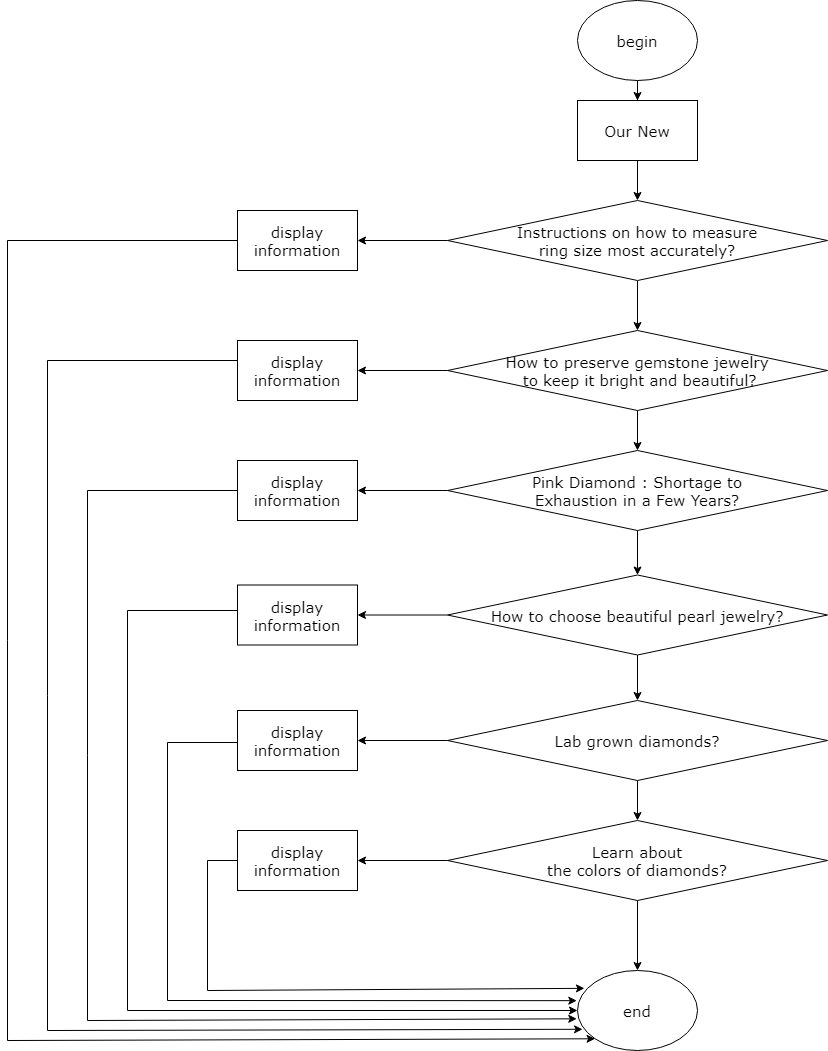 begin
Our New
display
information
Instructions on how to measure
ring size most accurately?
display
information
How to preserve gemstone jewelry
to keep it bright and beautiful?
display
information
Pink Diamond : Shortage to
Exhaustion in a Few Years?
display
information
How to choose beautiful pearl jewelry?
display
information
Lab grown diamonds?
display
information
Learn about
the colors of diamonds?
end